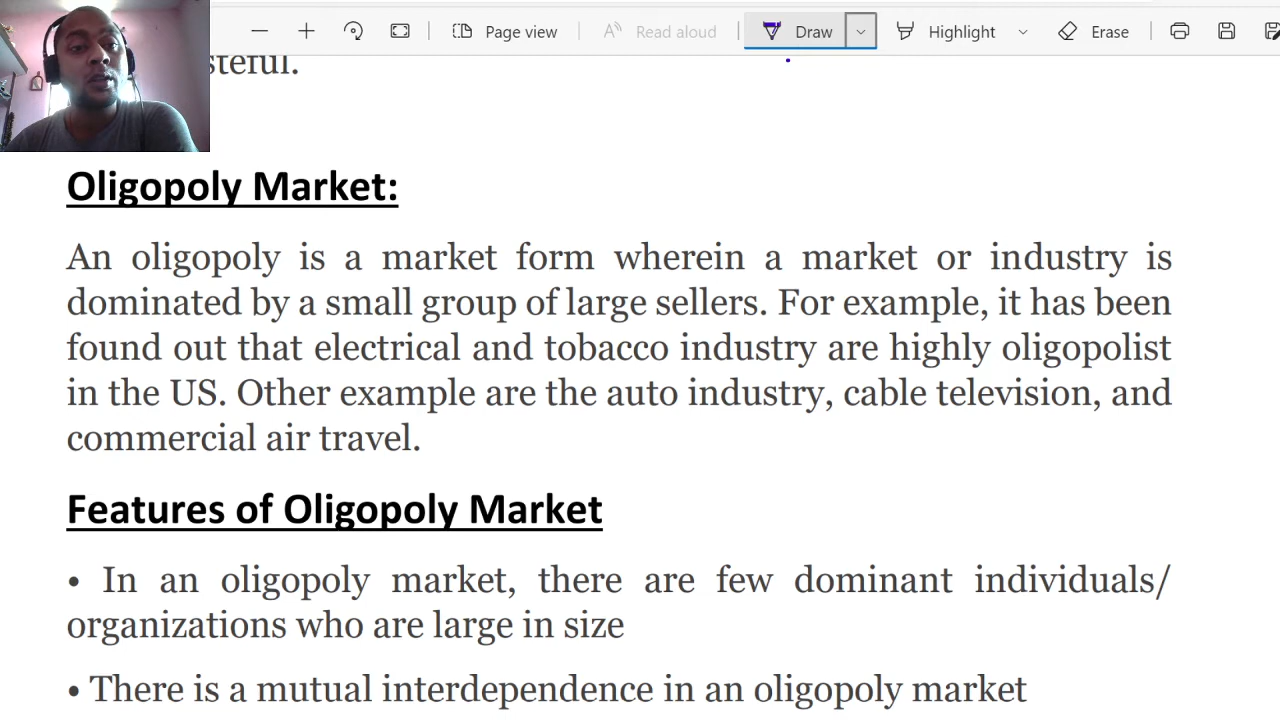 Page view Read aloud Draw Highlight Erase
steful.
Oligopoly Market:
An oligopoly is a market form wherein a market or industry is
dominated by a small group of large sellers. For example, it has been
found out that electrical and tobacco industry are highly oligopolist
in the US. Other example are the auto industry, cable television, and
commercial air travel.
Features of Oligopoly Market
• In an oligopoly market, there are few dominant individuals/
organizations who are large in size
• There is a mutual interdependence in an oligopoly market